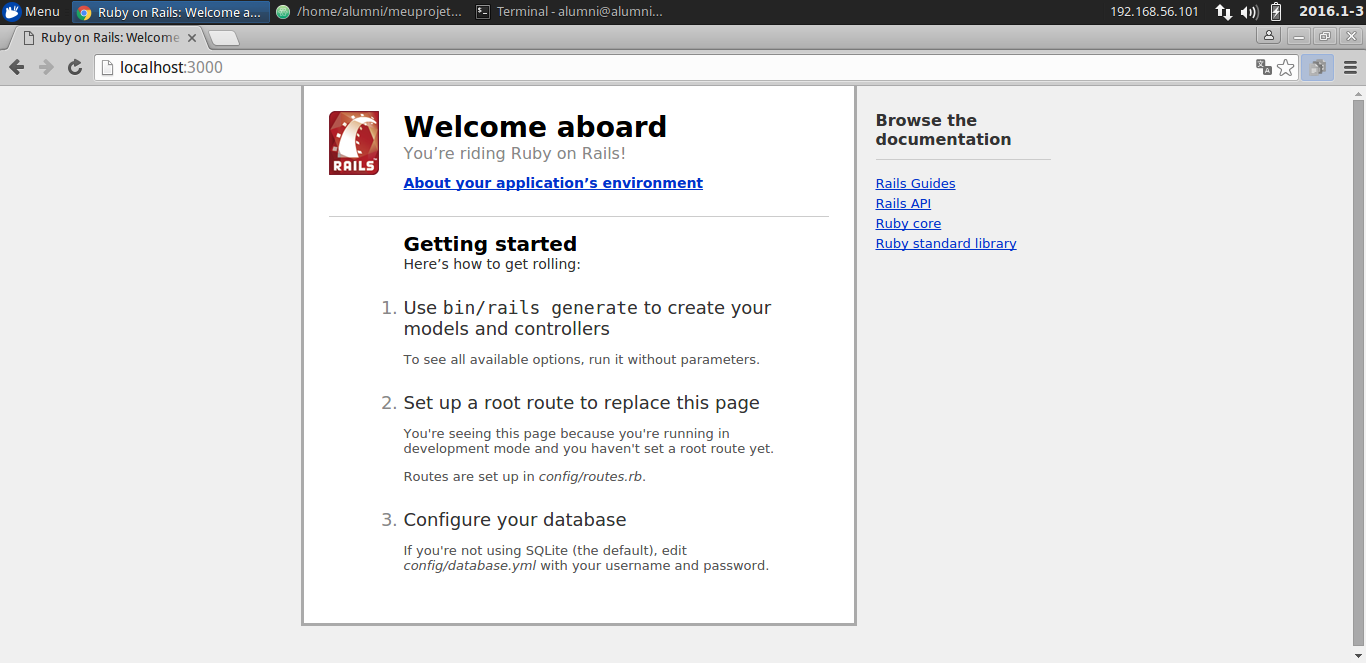 Menu
Ruby on Rails: Welcome a...
/home/alumni/meuprojet...
Terminal - alumni@alumni...
192.168.56.101
2016.1-3
Ruby on Rails: Welcome
localhost:3000
RAILS
Welcome aboard
You’re riding Ruby on Rails!
About your application’s environment
Getting started
Here’s how to get rolling:
1. Use bin/rails generate to create your
models and controllers
To see all available options, run it without parameters.
2. Set up a root route to replace this page
You're seeing this page because you're running in
development mode and you haven't set a root route yet.
Routes are set up in config/routes.rb.
3. Configure your database
If you're not using SQLite (the default), edit
config/database.yml with your username and password.
Browse the
documentation
Rails Guides
Rails API
Ruby core
Ruby standard library